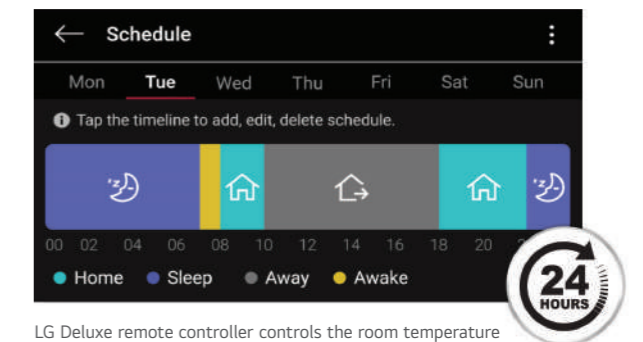 Schedule
Mon Tue Wed Thu Fri Sat Sun
Tap the timeline to add, edit, delete schedule.
00 02 04 06 08 10 12 14 16 18 20
Home Sleep Away Awake
24
HOURS
LG Deluxe remote controller controls the room temperature